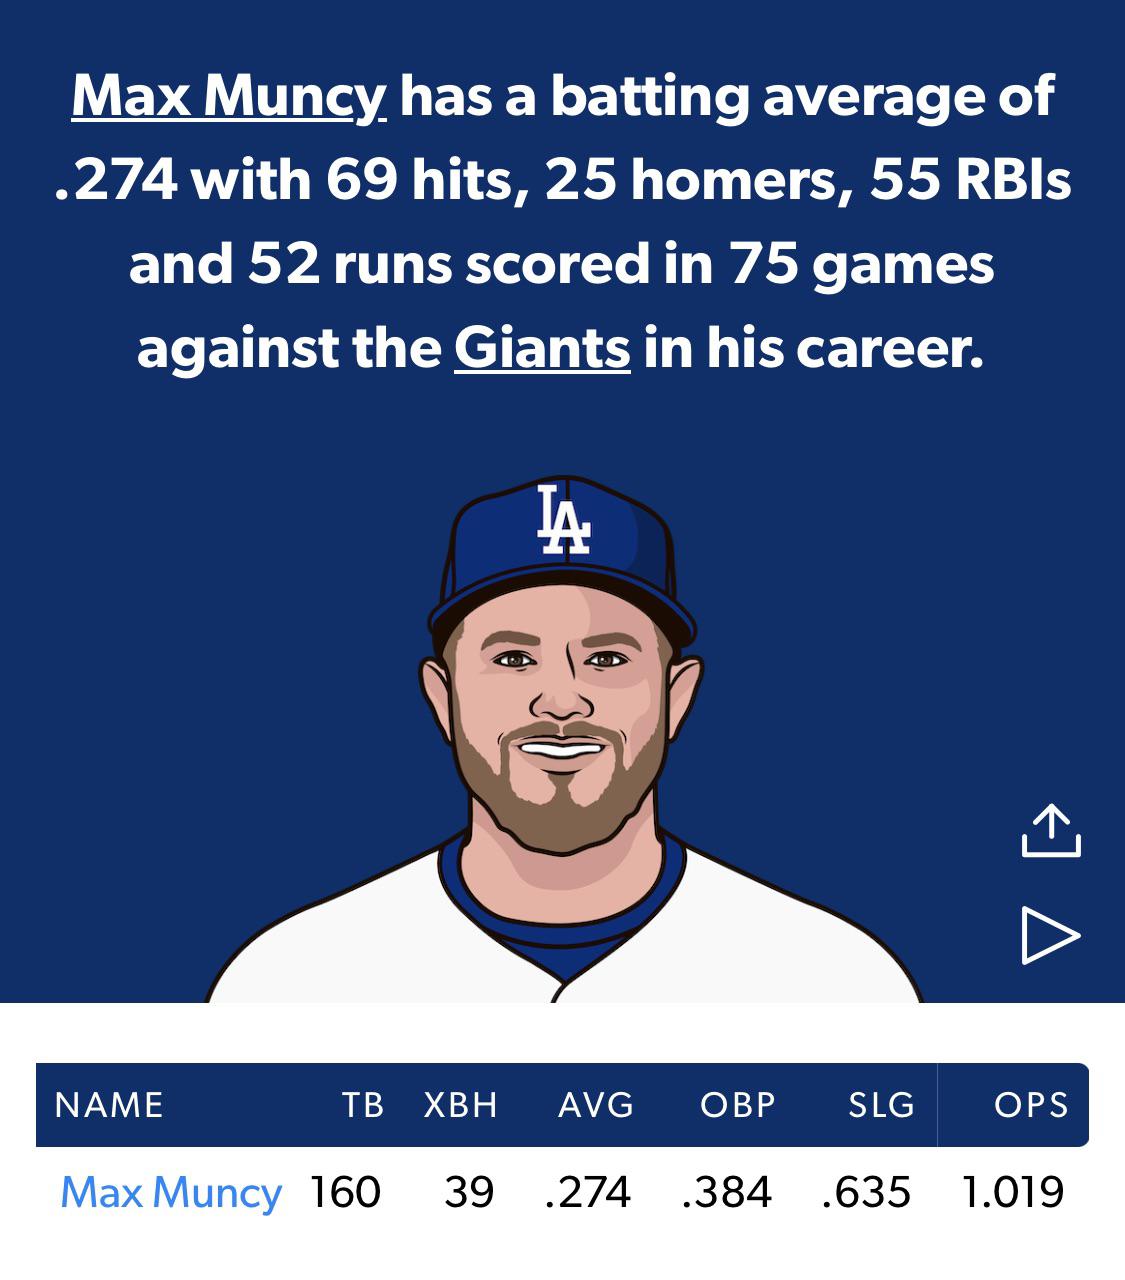 Max Muncy has a batting average of
.274 with 69 hits, 25 homers, 55 RBIs
and 52 runs scored in 75 games
against the Giants in his career.
LA
NAME TB XBH AVG OBP SLG OPS
Max Muncy 160 39 .274 .384 .635 1.019